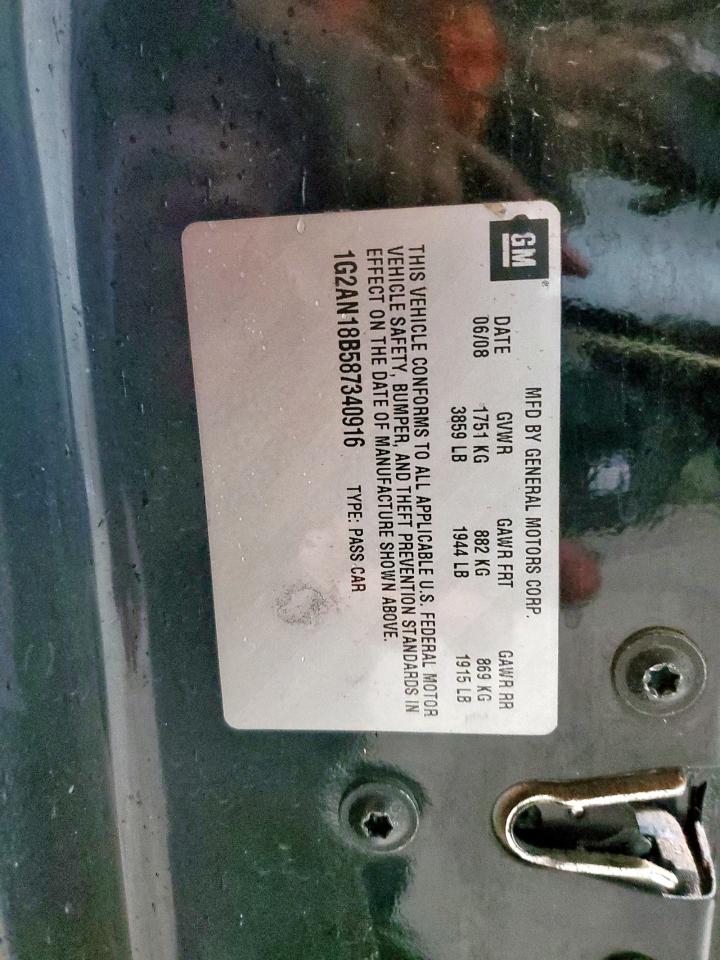 GM®
MFD BY GENERAL MOTORS CORP.
DATE GVWR GAWR FRT GAWR RR
06/08 1751 KG 882 KG 869 KG
3859 LB 1944 LB 1915 LB
THIS VEHICLE CONFORMS TO ALL APPLICABLE U.S. FEDERAL MOTOR
VEHICLE SAFETY, BUMPER, AND THEFT PREVENTION STANDARDS IN
EFFECT ON THE DATE OF MANUFACTURE SHOWN ABOVE.
1G2AN18B587340916 TYPE: PASS CAR